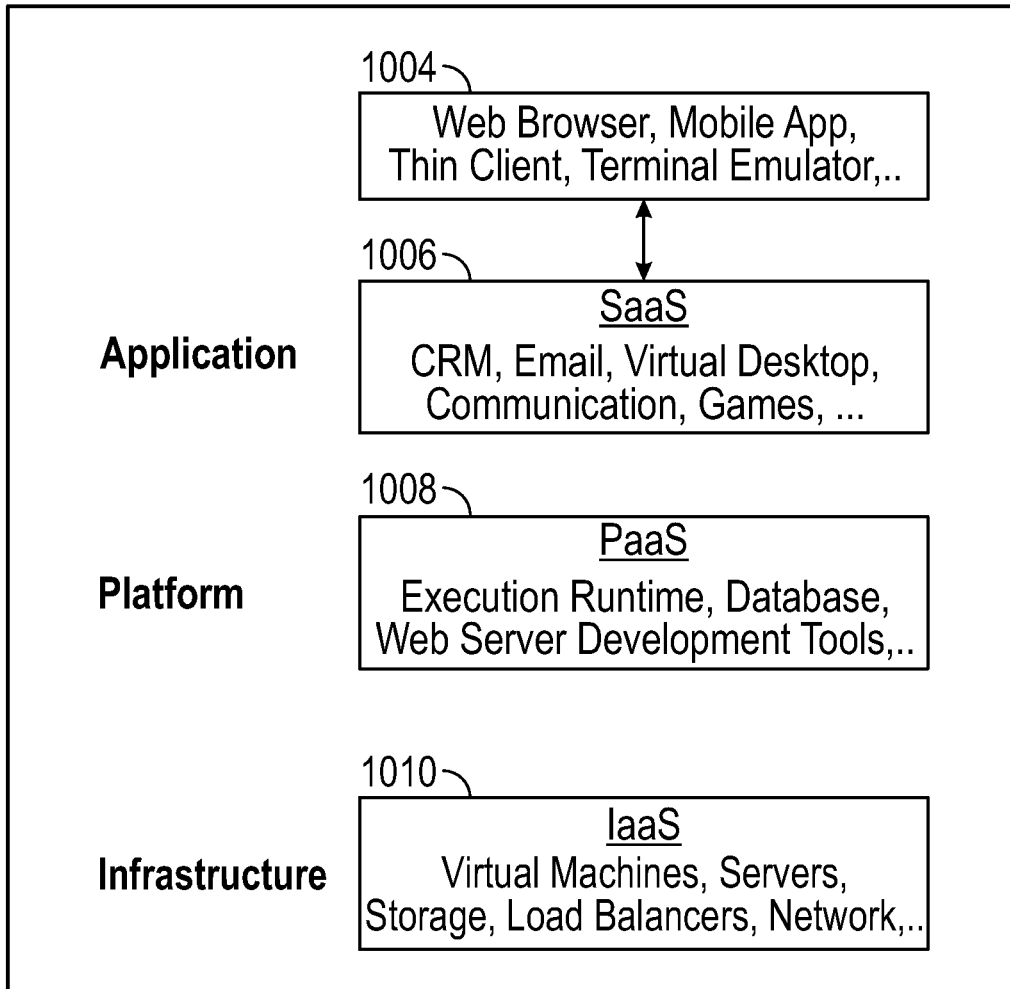 1004
Web Browser, Mobile App,
Thin Client, Terminal Emulator,..
1006
SaaS
Application
CRM, Email, Virtual Desktop,
Communication, Games, ...
1008
PaaS
Platform
Execution Runtime, Database,
Web Server Development Tools,..
1010
IaaS
Infrastructure
Virtual Machines, Servers,
Storage, Load Balancers, Network,..